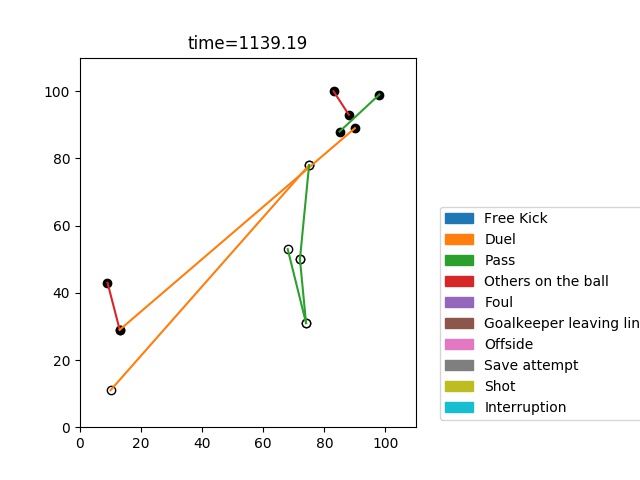 time=1139.19
100
80
60
40
20
0
0 20 40 60 80 100
Free Kick
Duel
Pass
Others on the ball
Foul
Goalkeeper leaving lin
Offside
Save attempt
Shot
Interruption